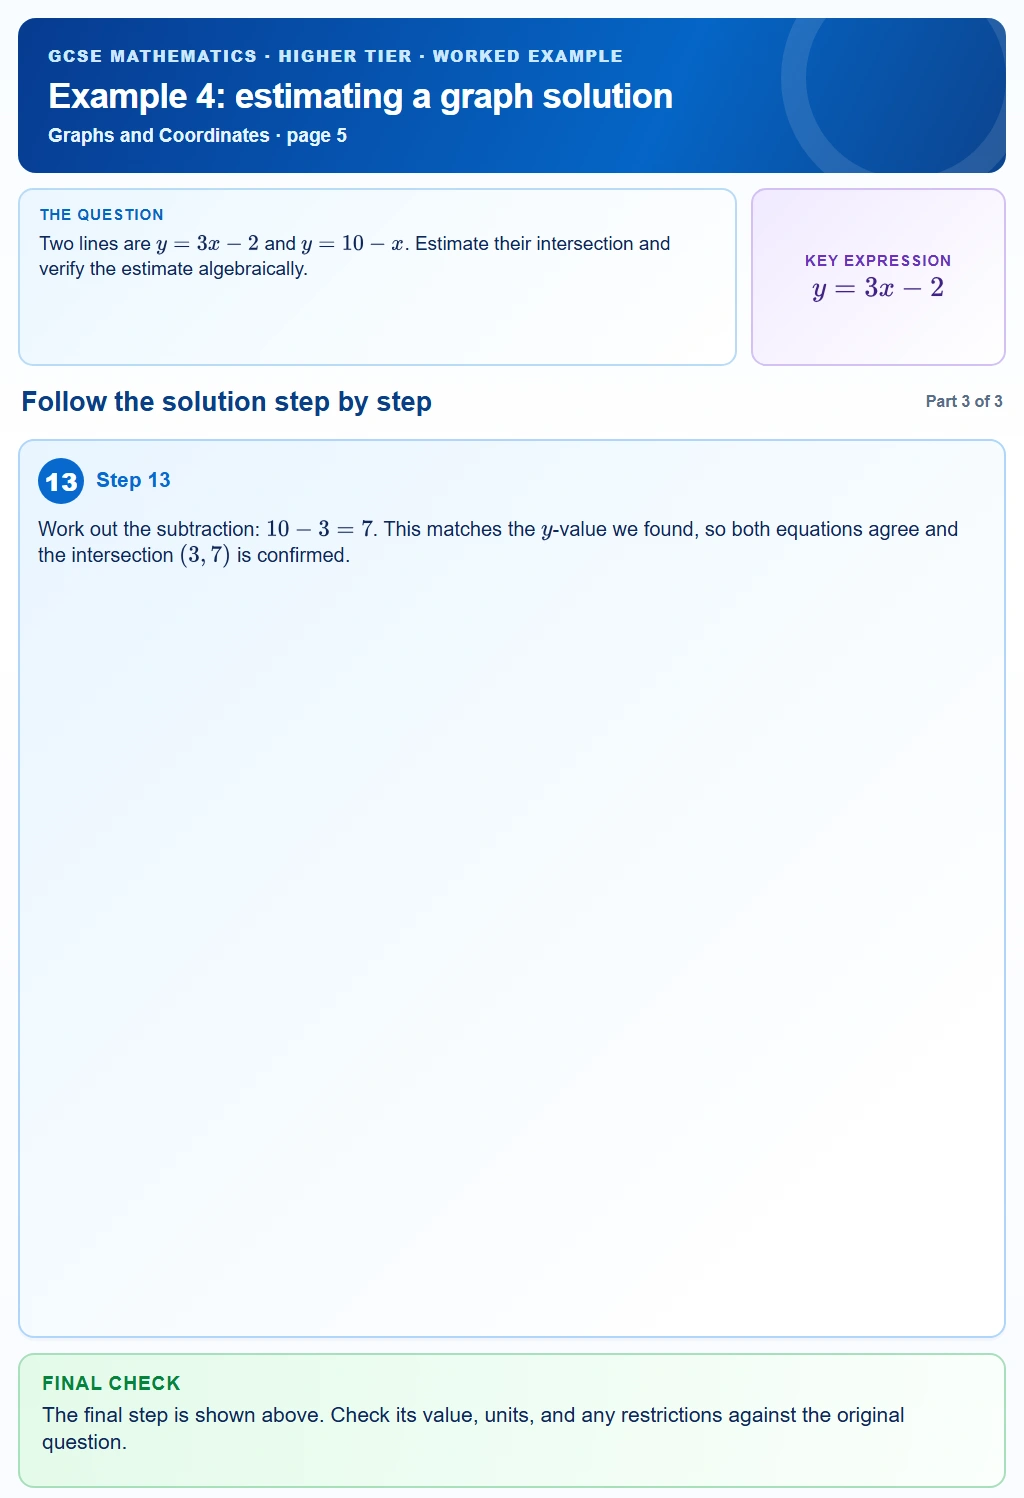 GCSE MATHEMATICS · HIGHER TIER · WORKED EXAMPLE
Example 4: estimating a graph solution
Graphs and Coordinates · page 5
THE QUESTION
Two lines are y = 3x − 2 and y = 10 − x. Estimate their intersection and
verify the estimate algebraically.
KEY EXPRESSION
y = 3x − 2
Follow the solution step by step
Part 3 of 3
13 Step 13
Work out the subtraction: 10 − 3 = 7. This matches the y-value we found, so both equations agree and
the intersection (3, 7) is confirmed.
FINAL CHECK
The final step is shown above. Check its value, units, and any restrictions against the original
question.